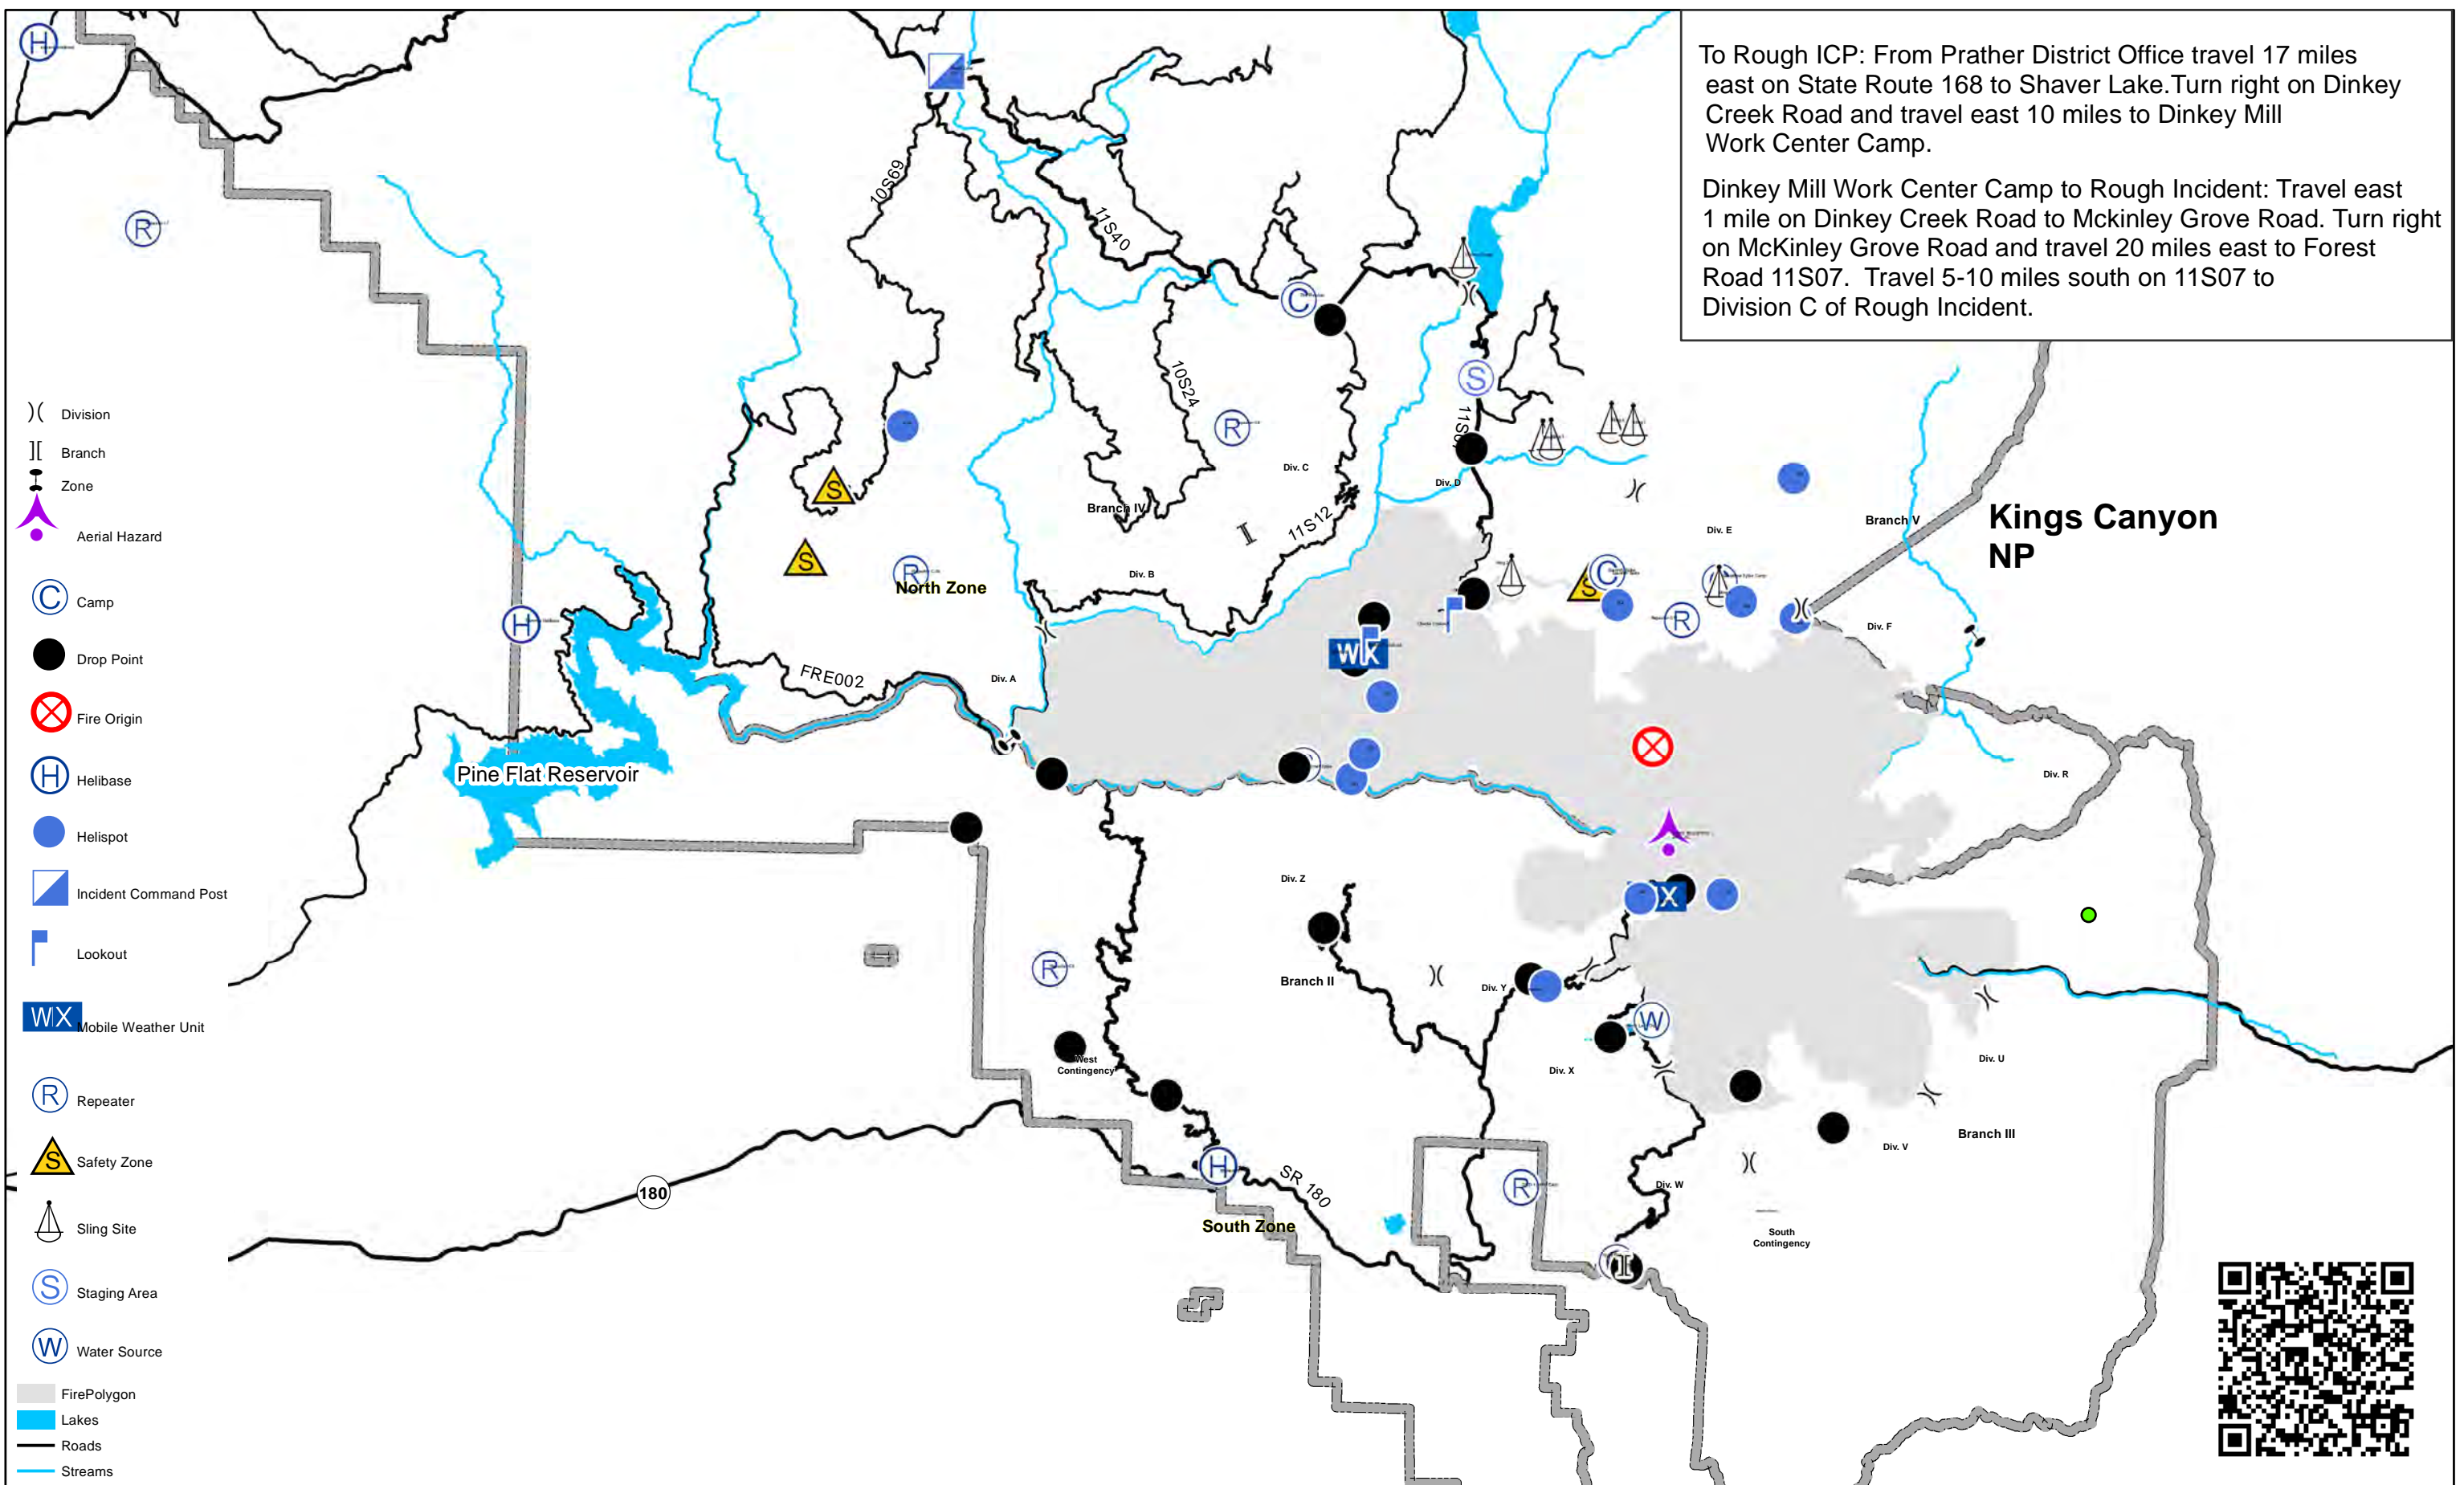 To Rough ICP: From Prather District Office travel 17 miles
east on State Route 168 to Shaver Lake.Turn right on Dinkey
Creek Road and travel east 10 miles to Dinkey Mill
Work Center Camp.
Dinkey Mill Work Center Camp to Rough Incident: Travel east
1 mile on Dinkey Creek Road to Mckinley Grove Road. Turn right
on McKinley Grove Road and travel 20 miles east to Forest
Road 11S07.  Travel 5-10 miles south on 11S07 to
Division C of Rough Incident.
H
R
10S69
11S40
C
10S24
S
R
Div. C
Div. D
S
Branch IV
11S12
Div. E
Branch V
Kings Canyon
NP
S
R
North Zone
Div. B
S
C
R
Div. F
H
WX
FRE002
Div. A
Pine Flat Reservoir
Div. R
Div. Z
X
R
Branch II
Div. Y
W
West
Contingency
Div. X
Div. U
Div. V
Branch III
180
H
SR 180
R
Div. W
South Zone
South
Contingency
Division
Branch
Zone
Aerial Hazard
C Camp
Drop Point
Fire Origin
H Helibase
Helispot
Incident Command Post
Lookout
WX Mobile Weather Unit
R Repeater
S Safety Zone
Sling Site
S Staging Area
W Water Source
FirePolygon
Lakes
Roads
Streams